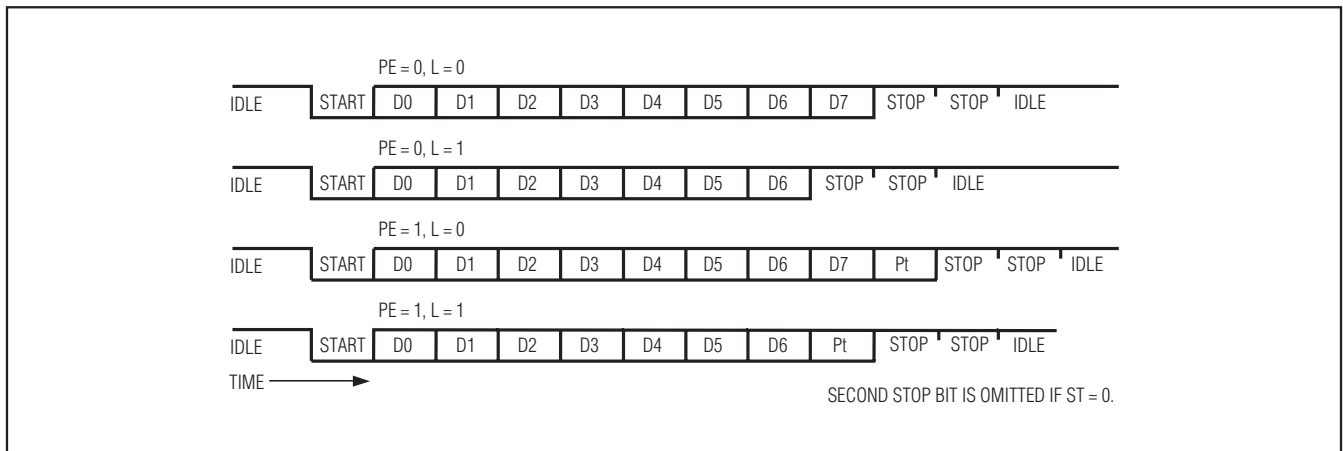 PE = 0, L = 0
IDLE START D0 D1 D2 D3 D4 D5 D6 D7 STOP STOP IDLE
PE = 0, L = 1
IDLE START D0 D1 D2 D3 D4 D5 D6 STOP STOP IDLE
PE = 1, L = 0
IDLE START D0 D1 D2 D3 D4 D5 D6 D7 Pt STOP STOP IDLE
PE = 1, L = 1
IDLE START D0 D1 D2 D3 D4 D5 D6 Pt STOP STOP IDLE
TIME
SECOND STOP BIT IS OMITTED IF ST = 0.